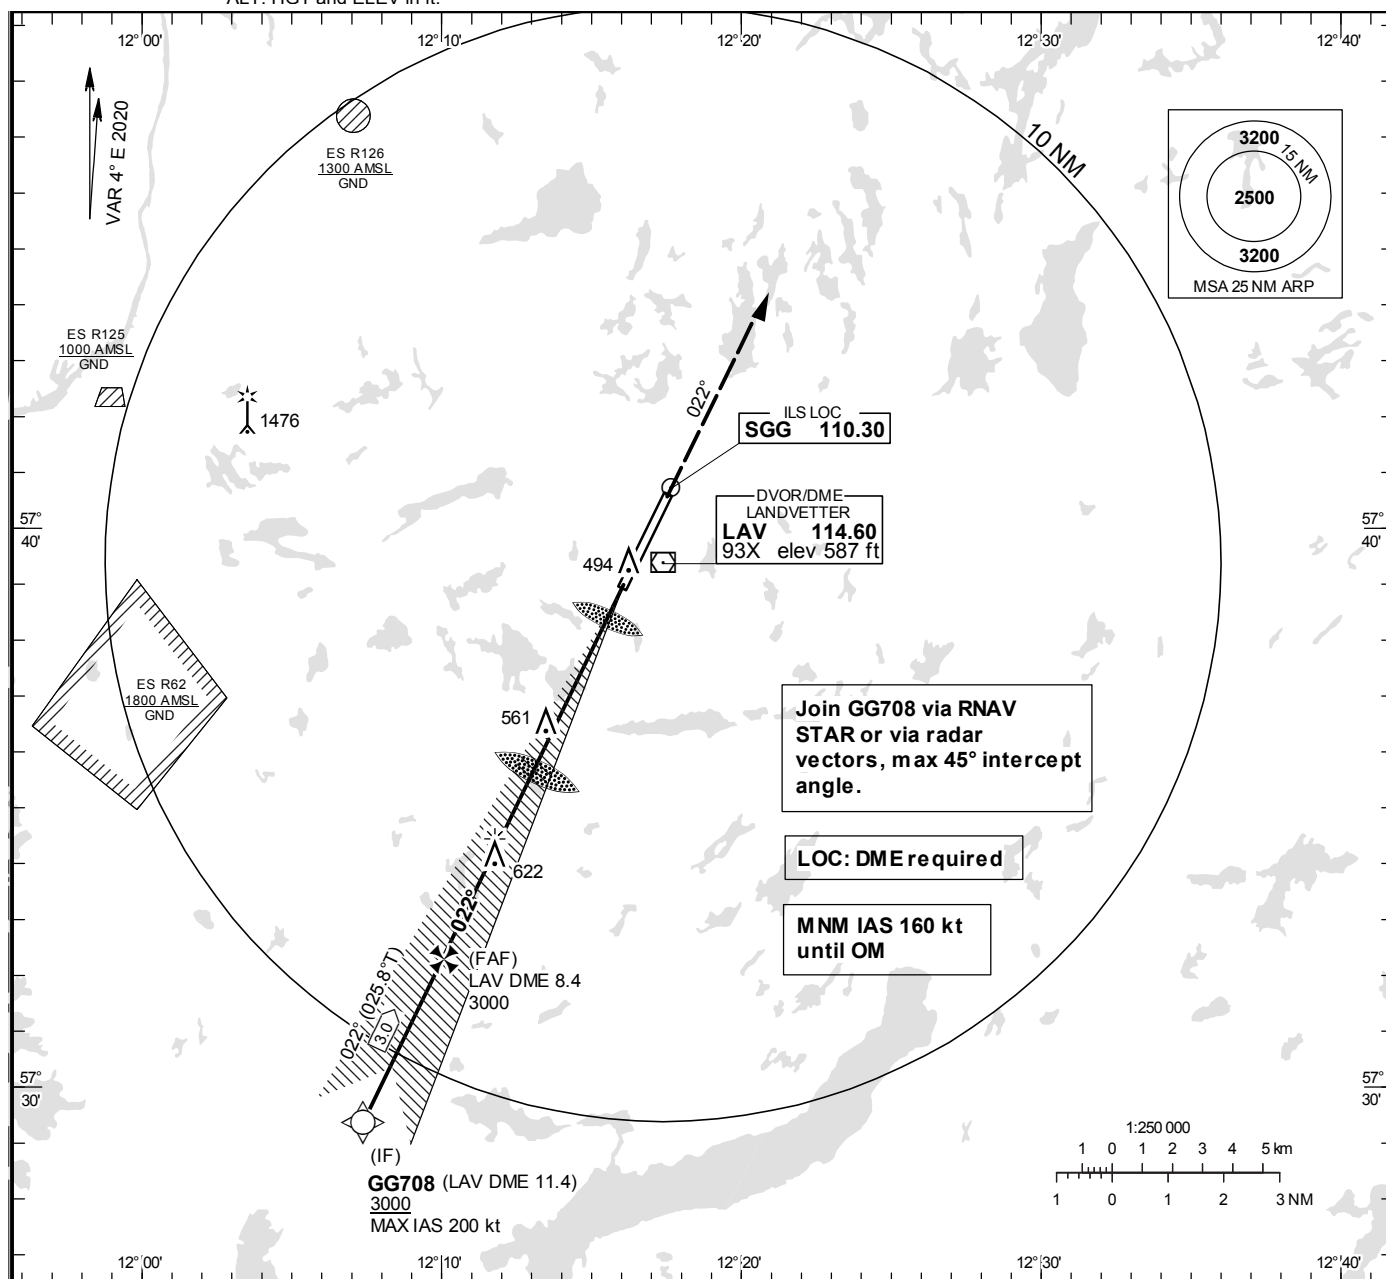 ALT. HGT and ELEV in ft.
12°00'
12°10'
12°20'
12°30'
12°40'
VAR 4° E 2020
ES R126
1300 AMSL
GND
10 NM
3200
15 NM
2500
3200
MSA 25 NM ARP
ES R125
1000 AMSL
GND
1476
022°
ILS LOC
SGG 110.30
DVOR/DME
LANDVETTER
LAV 114.60
93X elev 587 ft
57°
40'
57°
40'
494
ES R62
1800 AMSL
GND
561
Join GG708 via RNAV
STAR or via radar
vectors, max 45° intercept
angle.
LOC: DME required
622
022°
MNM IAS 160 kt
until OM
(FAF)
LAV DME 8.4
3000
022° (025.8°T)
3.0
57°
30'
57°
30'
(IF)
GG708 (LAV DME 11.4)
3000
MAX IAS 200 kt
1:250 000
1 0 1 2 3 4 5 km
1 0 1 2 3 NM
12°00'
12°10'
12°20'
12°30'
12°40'